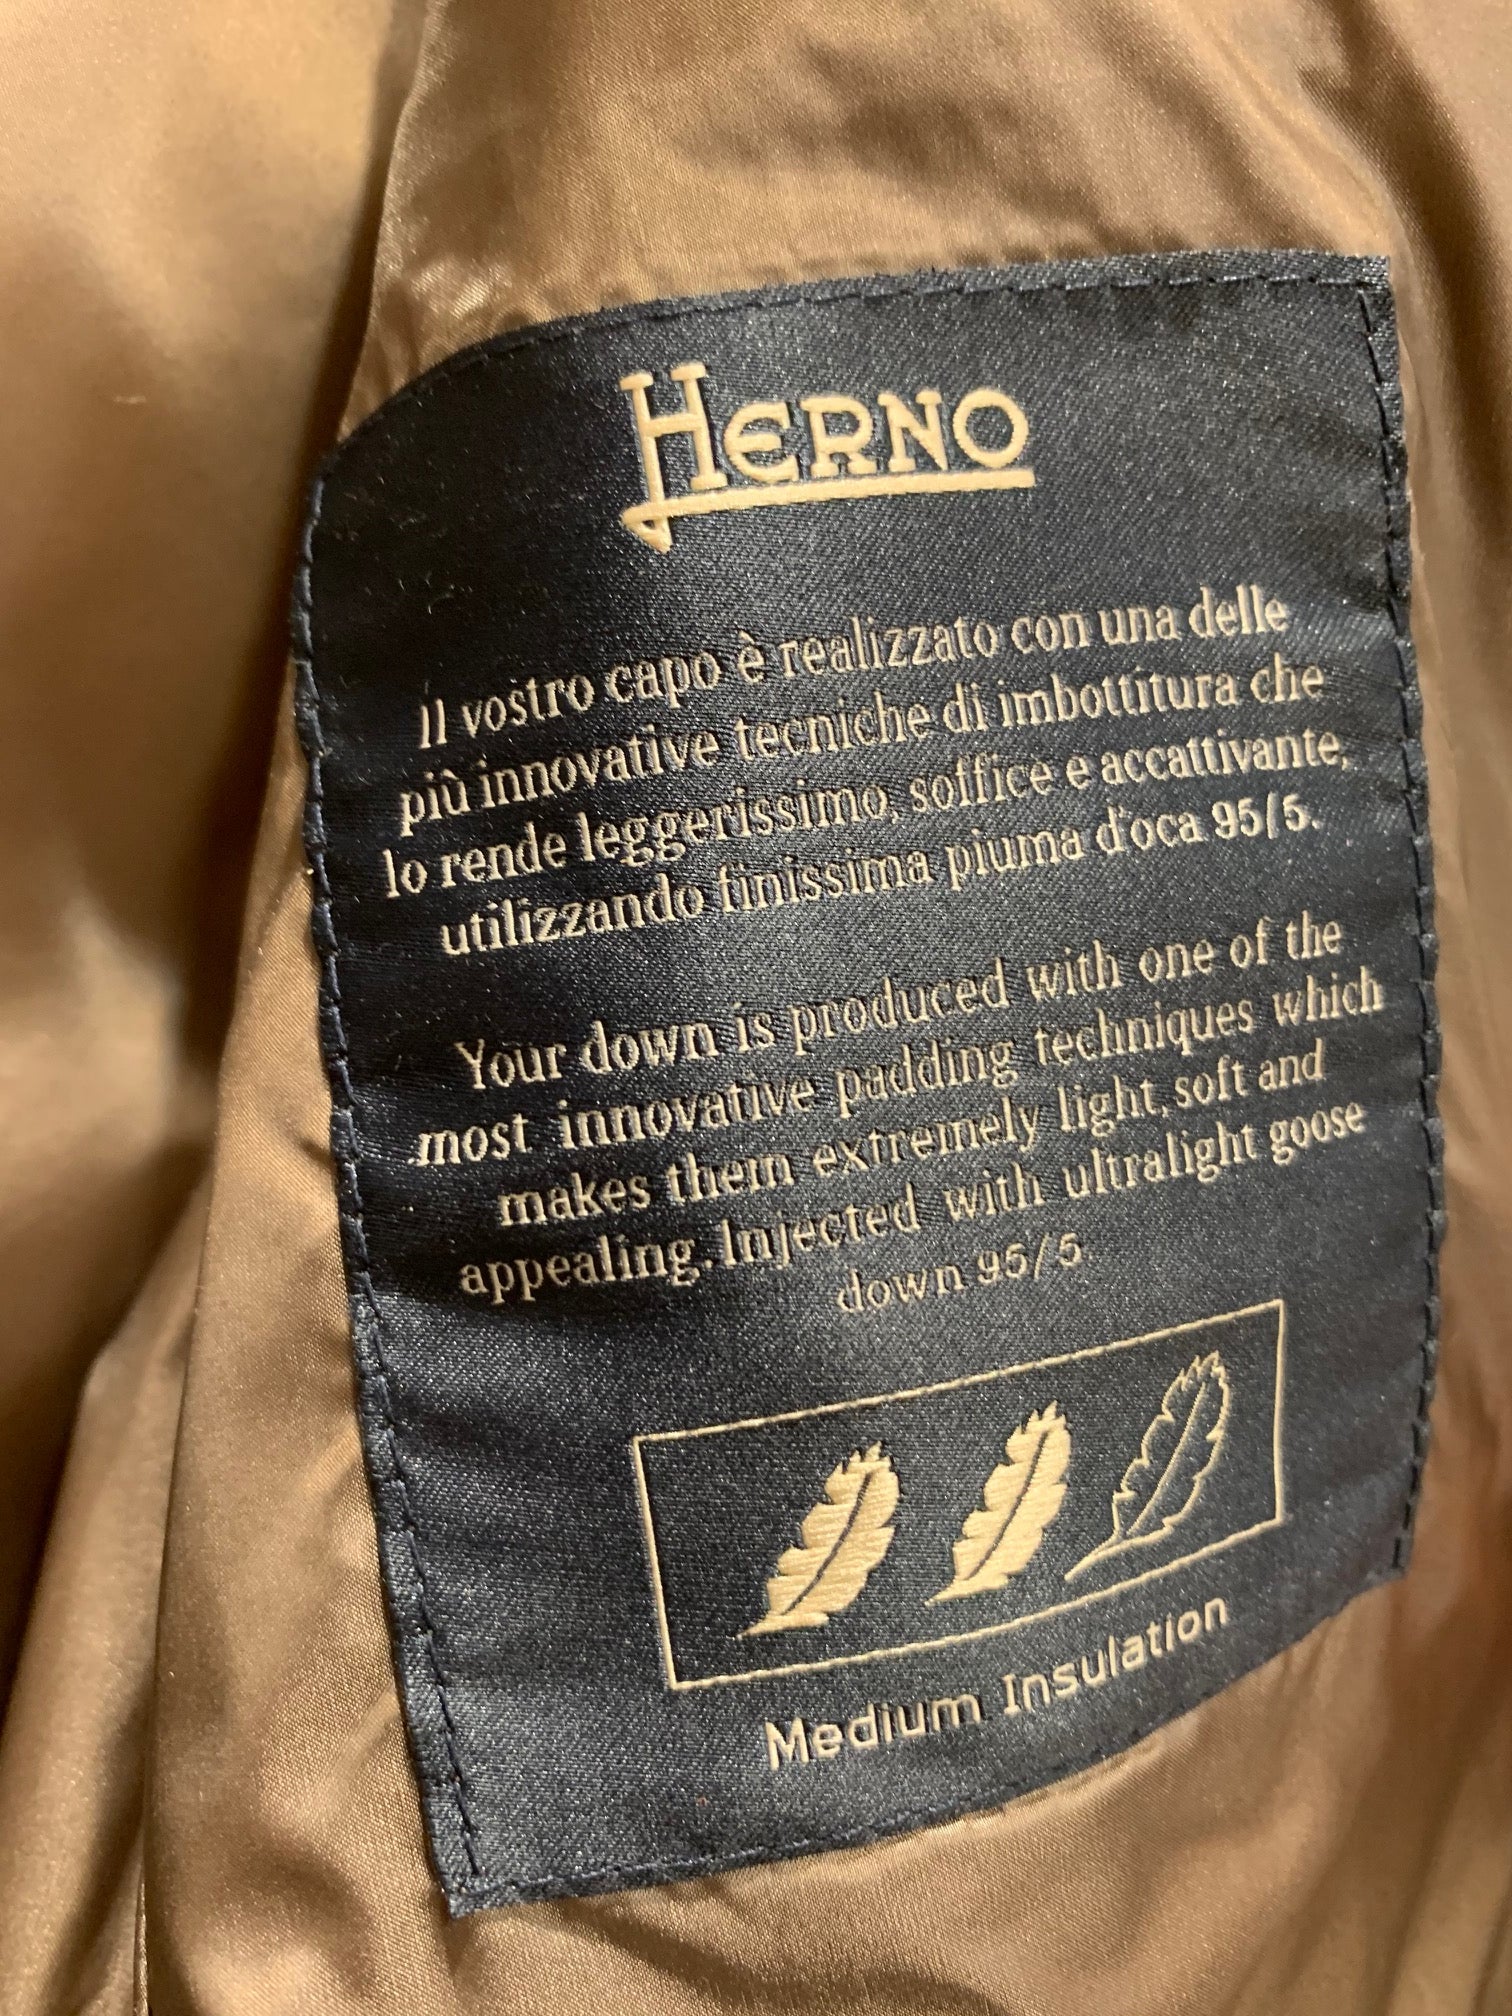 HERNO
Il vostro capo è realizzato con una delle
più innovative tecniche di imbottitura che
lo rende leggerissimo, soffice e accattivante,
utilizzando finissima piuma d'oca 95/5.
Your down is produced with one of the
most innovative padding techniques which
makes them extremely light, soft and
appealing. Injected with ultralight goose
down 95/5
Medium Insulation